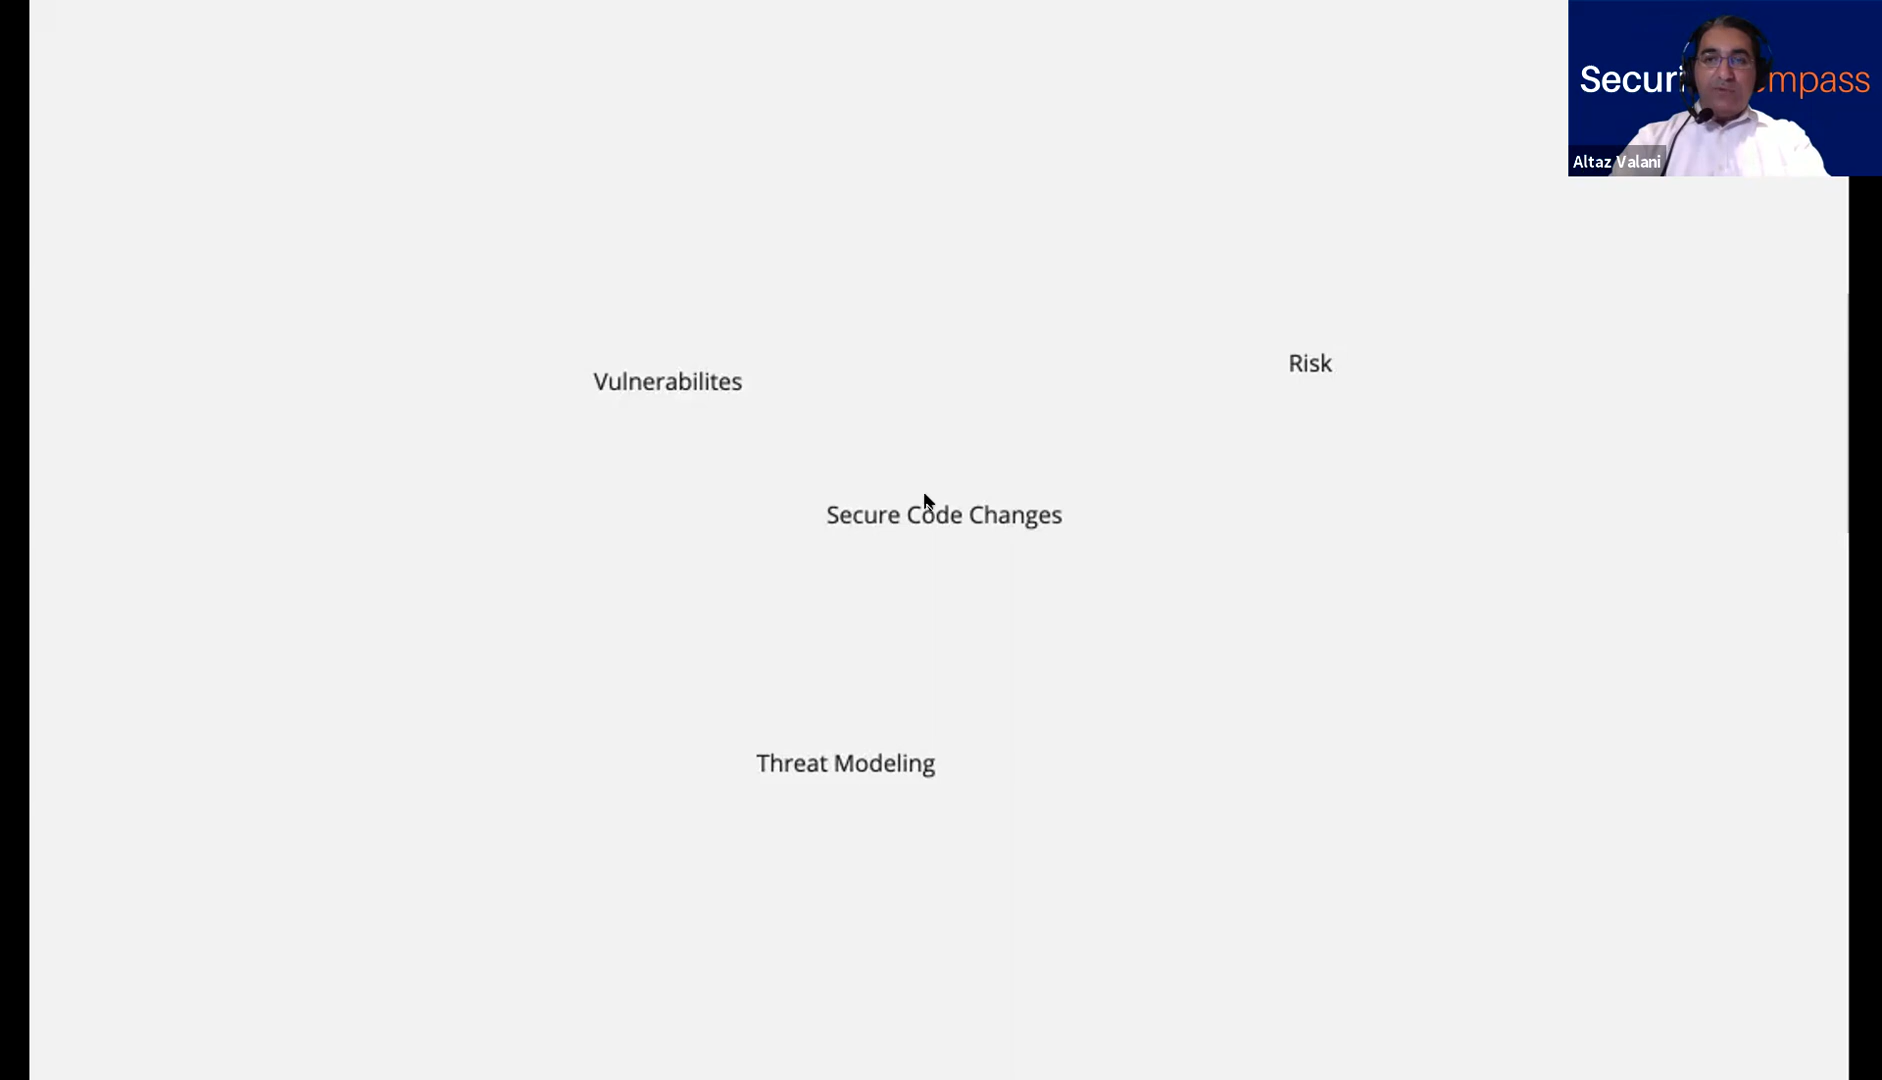 Securi mpass
Altaz Valani
Risk
Vulnerabilites
Secure Code Changes
Threat Modeling